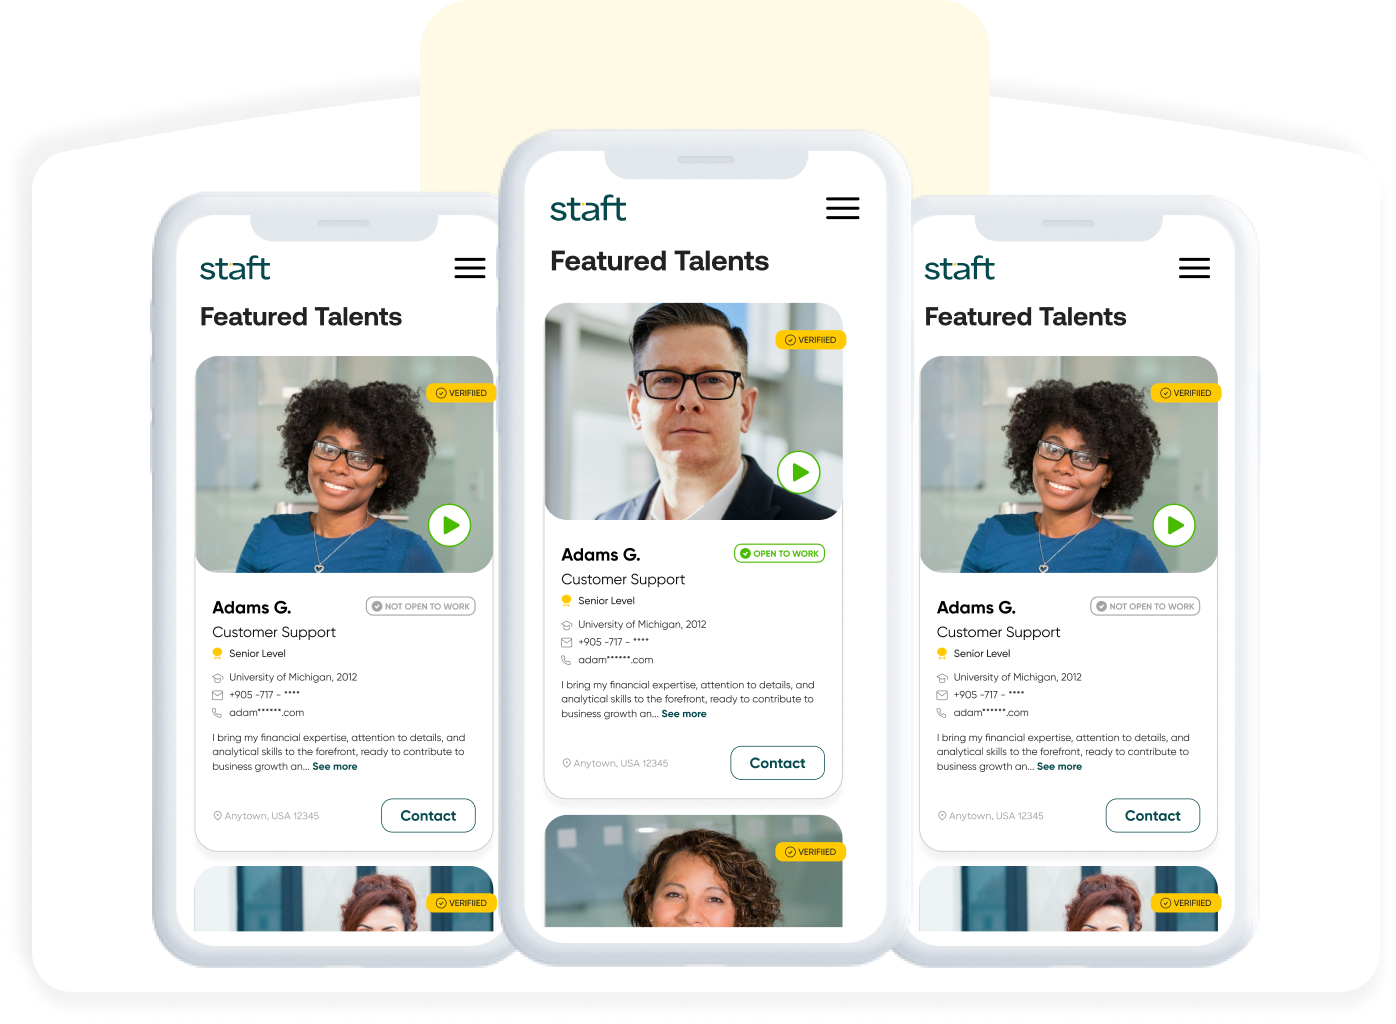 staft
Featured Talents
VERIFIIED
Adams G.
NOT OPEN TO WORK
Customer Support
Senior Level
University of Michigan, 2012
+905 -717 - ****
adam******.com
I bring my financial expertise, attention to details, and
analytical skills to the forefront, ready to contribute to
business growth an... See more
Anytown, USA 12345
Contact
VERIFIIED
staft
Featured Talents
VERIFIIED
Adams G.
OPEN TO WORK
Customer Support
Senior Level
University of Michigan, 2012
+905 -717 - ****
adam******.com
I bring my financial expertise, attention to details, and
analytical skills to the forefront, ready to contribute to
business growth an... See more
Anytown, USA 12345
Contact
VERIFIIED
staft
Featured Talents
VERIFIIED
Adams G.
NOT OPEN TO WORK
Customer Support
Senior Level
University of Michigan, 2012
+905 -717 - ****
adam******.com
I bring my financial expertise, attention to details, and
analytical skills to the forefront, ready to contribute to
business growth an... See more
Anytown, USA 12345
Contact
VERIFIIED